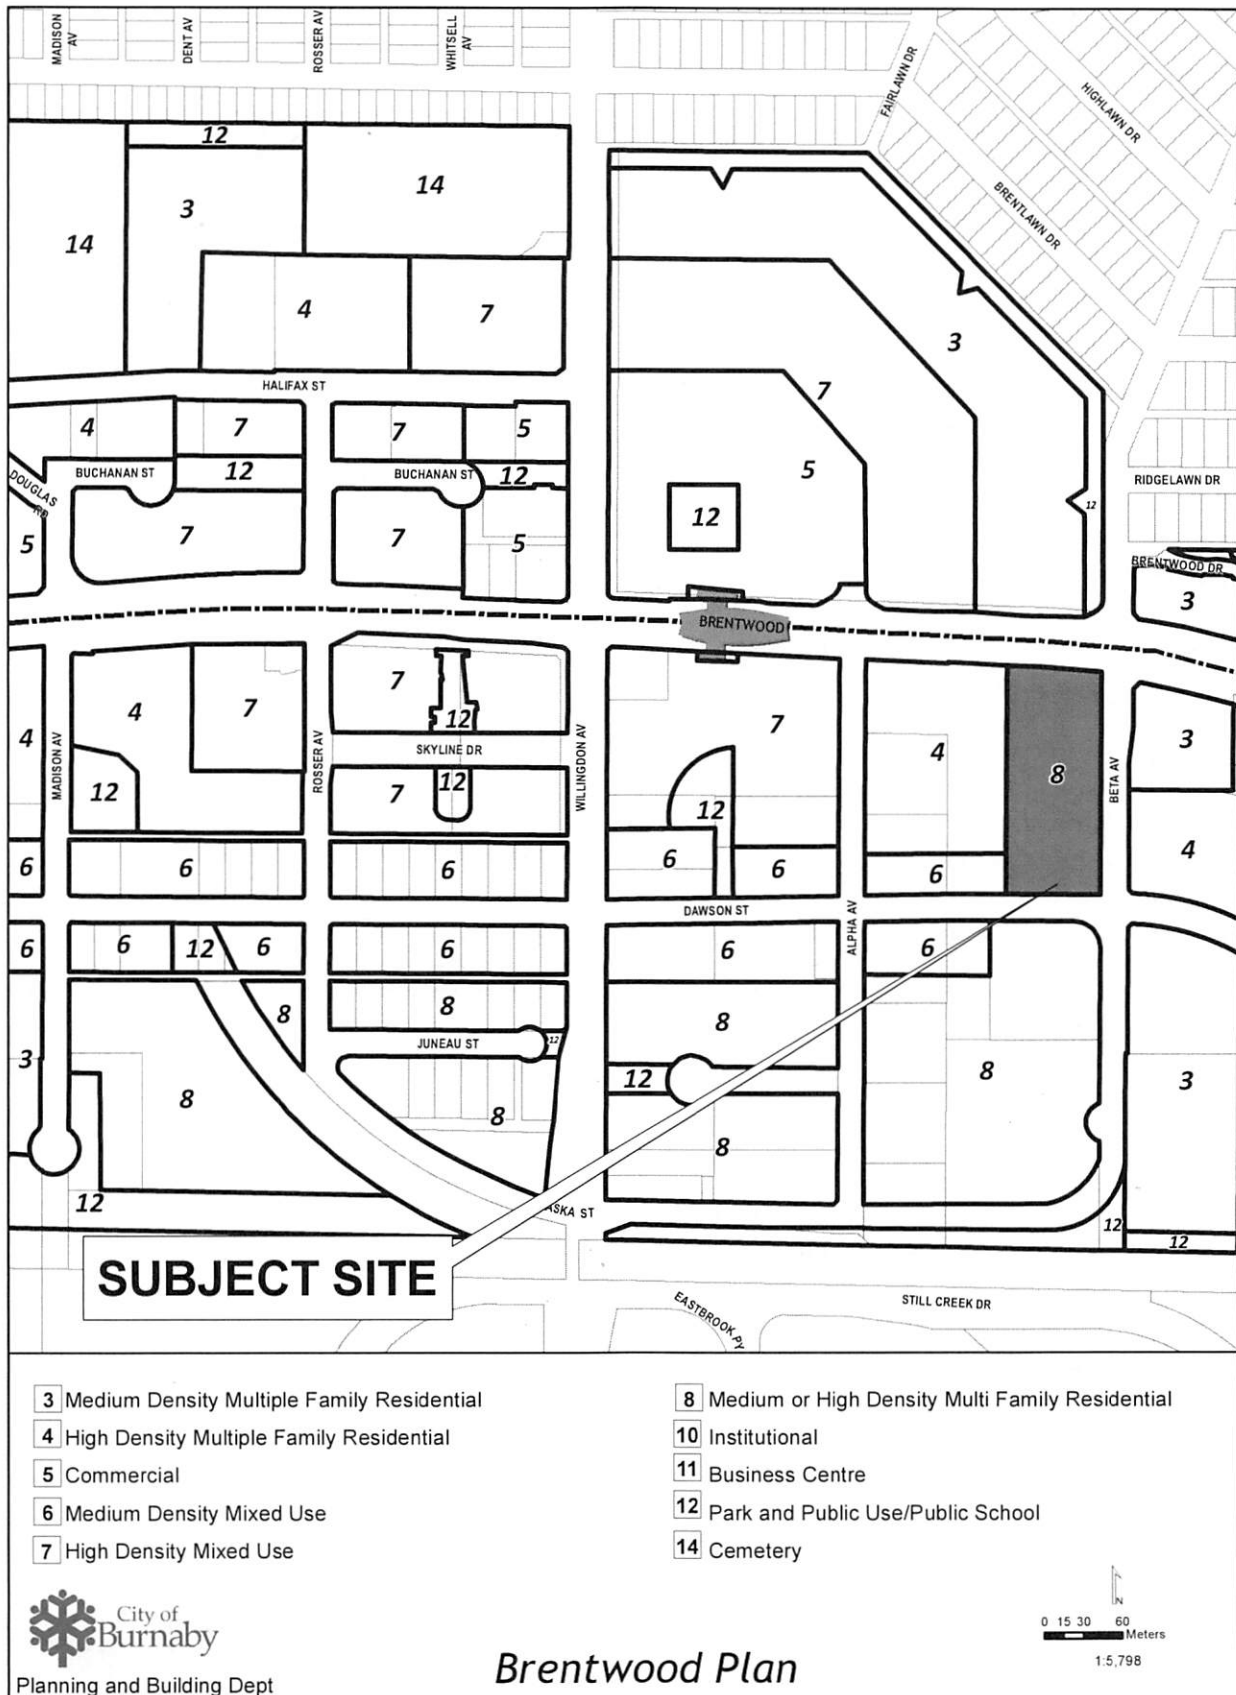 MADISON
AV
DENT AV
ROSSER AV
WHITSELL
AV
FAIRLAWN DR
HIGHLAWN DR
BRENTLAWN DR
12
14
3
14
4
7
3
7
HALIFAX ST
4
7
7
5
5
DOUGLAS
RD
BUCHANAN ST
12
BUCHANAN ST
12
RIDGELAWN DR
12
12
5
7
7
5
BRENTWOOD DR
3
BRENTWOOD
4
4
7
7
12
7
4
8
3
MADISON AV
ROSSER AV
SKYLINE DR
WILLINGDON AV
BETA AV
12
7
12
12
4
6
6
6
6
6
6
DAWSON ST
ALPHA AV
6
6
12
6
6
6
6
8
8
8
JUNEAU ST
12
3
8
8
12
8
3
8
12
ASKA ST
12
12
SUBJECT SITE
EASTBROOK PY
STILL CREEK DR
3 Medium Density Multiple Family Residential
4 High Density Multiple Family Residential
5 Commercial
6 Medium Density Mixed Use
7 High Density Mixed Use
8 Medium or High Density Multi Family Residential
10 Institutional
11 Business Centre
12 Park and Public Use/Public School
14 Cemetery
City of
Burnaby
Planning and Building Dept
Brentwood Plan
N
0 15 30 60
Meters
1:5,798